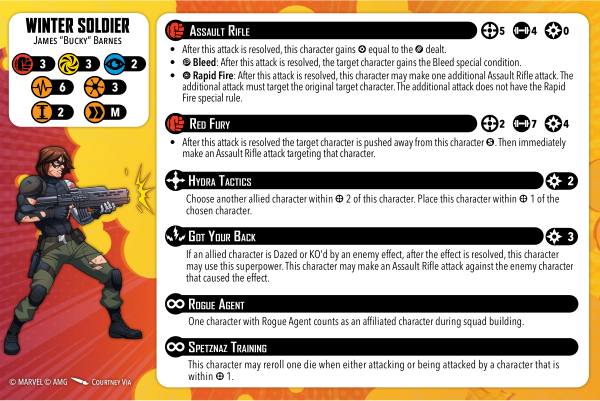 WINTER SOLDIER
JAMES "BUCKY" BARNES
3 3 2
6 3
2 M
ASSAULT RIFLE 5 4 0
• After this attack is resolved, this character gains equal to the dealt.
• Bleed: After this attack is resolved, the target character gains the Bleed special condition.
• Rapid Fire: After this attack is resolved, this character may make one additional Assault Rifle attack. The
additional attack must target the original target character. The additional attack does not have the Rapid
Fire special rule.
RED FURY 2 7 4
• After this attack is resolved the target character is pushed away from this character S. Then immediately
make an Assault Rifle attack targeting that character.
HYDRA TACTICS 2
Choose another allied character within 2 of this character. Place this character within 1 of the
chosen character.
GOT YOUR BACK 3
If an allied character is Dazed or KO'd by an enemy effect, after the effect is resolved, this character
may use this superpower. This character may make an Assault Rifle attack against the enemy character
that caused the effect.
ROGUE AGENT
One character with Rogue Agent counts as an affiliated character during squad building.
SPETZNAZ TRAINING
This character may reroll one die when either attacking or being attacked by a character that is
within 1.
© MARVEL © AMG COURTNEY VIA